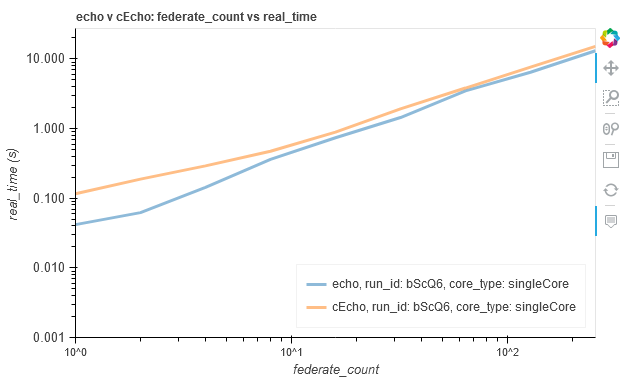 echo v cEcho: federate_count vs real_time
10.000
1.000
0.100
0.010
0.001
real_time (s)
echo, run_id: bScQ6, core_type: singleCore
cEcho, run_id: bScQ6, core_type: singleCore
10^0
10^1
10^2
federate_count